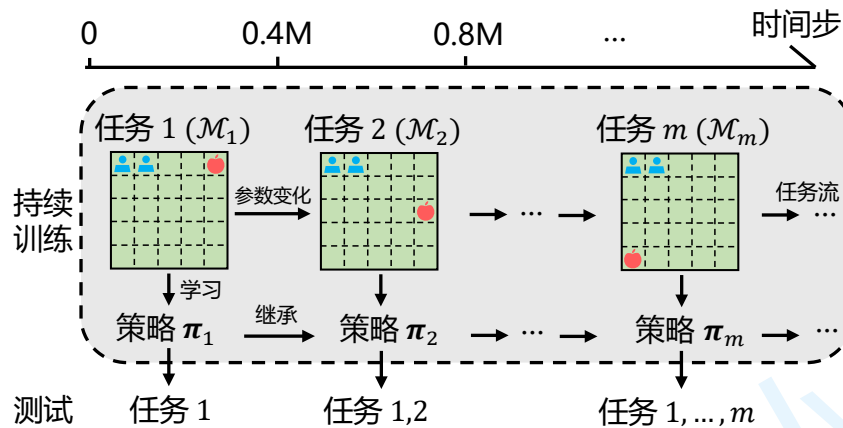 0 0.4M 0.8M ... 时间步
任务 1 (ℳ₁) 任务 2 (ℳ₂) 任务 m (ℳₘ)
参数变化 ... 任务流 ...
持续
训练
学习
策略 π₁ 继承 策略 π₂ ... 策略 πₘ ...
测试 任务 1 任务 1,2 任务 1, ... , m